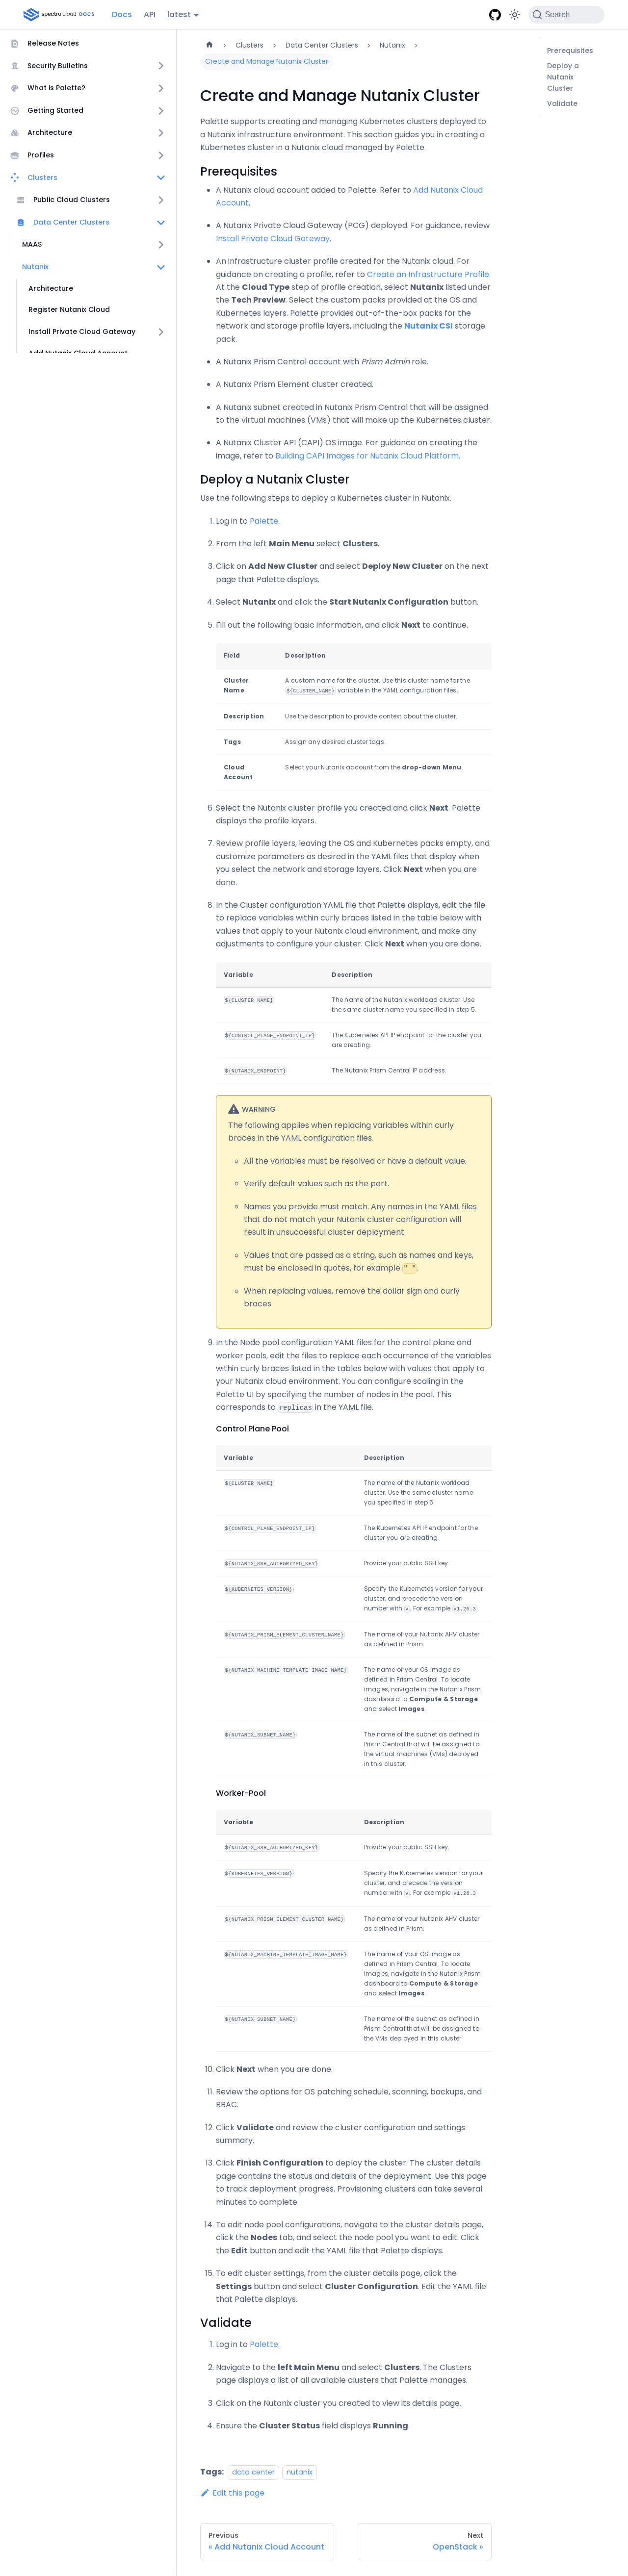 spectro cloud DOCS
Docs
API
latest
Search
Release Notes
Security Bulletins
What is Palette?
Getting Started
Architecture
Profiles
Clusters
Public Cloud Clusters
Data Center Clusters
MAAS
Nutanix
Architecture
Register Nutanix Cloud
Install Private Cloud Gateway
Add Nutanix Cloud Account
Clusters
Data Center Clusters
Nutanix
Create and Manage Nutanix Cluster
Prerequisites
Deploy a
Nutanix
Cluster
Validate
Create and Manage Nutanix Cluster
Palette supports creating and managing Kubernetes clusters deployed to
a Nutanix infrastructure environment. This section guides you in creating a
Kubernetes cluster in a Nutanix cloud managed by Palette.
Prerequisites
A Nutanix cloud account added to Palette. Refer to Add Nutanix Cloud
Account.
A Nutanix Private Cloud Gateway (PCG) deployed. For guidance, review
Install Private Cloud Gateway.
An infrastructure cluster profile created for the Nutanix cloud. For
guidance on creating a profile, refer to Create an Infrastructure Profile.
At the Cloud Type step of profile creation, select Nutanix listed under
the Tech Preview. Select the custom packs provided at the OS and
Kubernetes layers. Palette provides out-of-the-box packs for the
network and storage profile layers, including the Nutanix CSI storage
pack.
A Nutanix Prism Central account with Prism Admin role.
A Nutanix Prism Element cluster created.
A Nutanix subnet created in Nutanix Prism Central that will be assigned
to the virtual machines (VMs) that will make up the Kubernetes cluster.
A Nutanix Cluster API (CAPI) OS image. For guidance on creating the
image, refer to Building CAPI Images for Nutanix Cloud Platform.
Deploy a Nutanix Cluster
Use the following steps to deploy a Kubernetes cluster in Nutanix.
1. Log in to Palette.
2. From the left Main Menu select Clusters.
3. Click on Add New Cluster and select Deploy New Cluster on the next
page that Palette displays.
4. Select Nutanix and click the Start Nutanix Configuration button.
5. Fill out the following basic information, and click Next to continue.
Field Description
Cluster Name A custom name for the cluster. Use this cluster name for the
${CLUSTER_NAME} variable in the YAML configuration files.
Description Use the description to provide context about the cluster.
Tags Assign any desired cluster tags.
Cloud Account Select your Nutanix account from the drop-down Menu.
6. Select the Nutanix cluster profile you created and click Next. Palette
displays the profile layers.
7. Review profile layers, leaving the OS and Kubernetes packs empty, and
customize parameters as desired in the YAML files that display when
you select the network and storage layers. Click Next when you are
done.
8. In the Cluster configuration YAML file that Palette displays, edit the file
to replace variables within curly braces listed in the table below with
values that apply to your Nutanix cloud environment, and make any
adjustments to configure your cluster. Click Next when you are done.
Variable Description
${CLUSTER_NAME} The name of the Nutanix workload cluster. Use
the same cluster name you specified in step 5.
${CONTROL_PLANE_ENDPOINT_IP} The Kubernetes API IP endpoint for the cluster you
are creating.
${NUTANIX_ENDPOINT} The Nutanix Prism Central IP address.
WARNING
The following applies when replacing variables within curly
braces in the YAML configuration files.
All the variables must be resolved or have a default value.
Verify default values such as the port.
Names you provide must match. Any names in the YAML files
that do not match your Nutanix cluster configuration will
result in unsuccessful cluster deployment.
Values that are passed as a string, such as names and keys,
must be enclosed in quotes, for example " ".
When replacing values, remove the dollar sign and curly
braces.
9. In the Node pool configuration YAML files for the control plane and
worker pools, edit the files to replace each occurrence of the variables
within curly braces listed in the tables below with values that apply to
your Nutanix cloud environment. You can configure scaling in the
Palette UI by specifying the number of nodes in the pool. This
corresponds to replicas in the YAML file.
Control Plane Pool
Variable Description
${CLUSTER_NAME} The name of the Nutanix workload
cluster. Use the same cluster name
you specified in step 5.
${CONTROL_PLANE_ENDPOINT_IP} The Kubernetes API IP endpoint for the
cluster you are creating.
${NUTANIX_SSH_AUTHORIZED_KEY} Provide your public SSH key.
${KUBERNETES_VERSION} Specify the Kubernetes version for your
cluster, and precede the version
number with v. For example v1.26.3
${NUTANIX_PRISM_ELEMENT_CLUSTER_NAME} The name of your Nutanix AHV cluster
as defined in Prism.
${NUTANIX_MACHINE_TEMPLATE_IMAGE_NAME} The name of your OS image as
defined in Prism Central. To locate
images, navigate in the Nutanix Prism
dashboard to Compute & Storage
and select Images.
${NUTANIX_SUBNET_NAME} The name of the subnet as defined in
Prism Central that will be assigned to
the virtual machines (VMs) deployed
in this cluster.
Worker-Pool
Variable Description
${NUTANIX_SSH_AUTHORIZED_KEY} Provide your public SSH key.
${KUBERNETES_VERSION} Specify the Kubernetes version for your
cluster, and precede the version
number with v. For example v1.26.3
${NUTANIX_PRISM_ELEMENT_CLUSTER_NAME} The name of your Nutanix AHV cluster
as defined in Prism.
${NUTANIX_MACHINE_TEMPLATE_IMAGE_NAME} The name of your OS image as
defined in Prism Central. To locate
images, navigate in the Nutanix Prism
dashboard to Compute & Storage
and select Images.
${NUTANIX_SUBNET_NAME} The name of the subnet as defined in
Prism Central that will be assigned to
the VMs deployed in this cluster.
10. Click Next when you are done.
11. Review the options for OS patching schedule, scanning, backups, and
RBAC.
12. Click Validate and review the cluster configuration and settings
summary.
13. Click Finish Configuration to deploy the cluster. The cluster details
page contains the status and details of the deployment. Use this page
to track deployment progress. Provisioning clusters can take several
minutes to complete.
14. To edit node pool configurations, navigate to the cluster details page,
click the Nodes tab, and select the node pool you want to edit. Click
the Edit button and edit the YAML file that Palette displays.
15. To edit cluster settings, from the cluster details page, click the
Settings button and select Cluster Configuration. Edit the YAML file
that Palette displays.
Validate
1. Log in to Palette.
2. Navigate to the left Main Menu and select Clusters. The Clusters
page displays a list of all available clusters that Palette manages.
3. Click on the Nutanix cluster you created to view its details page.
4. Ensure the Cluster Status field displays Running.
Tags: data center nutanix
Edit this page
Previous
« Add Nutanix Cloud Account
Next
OpenStack »